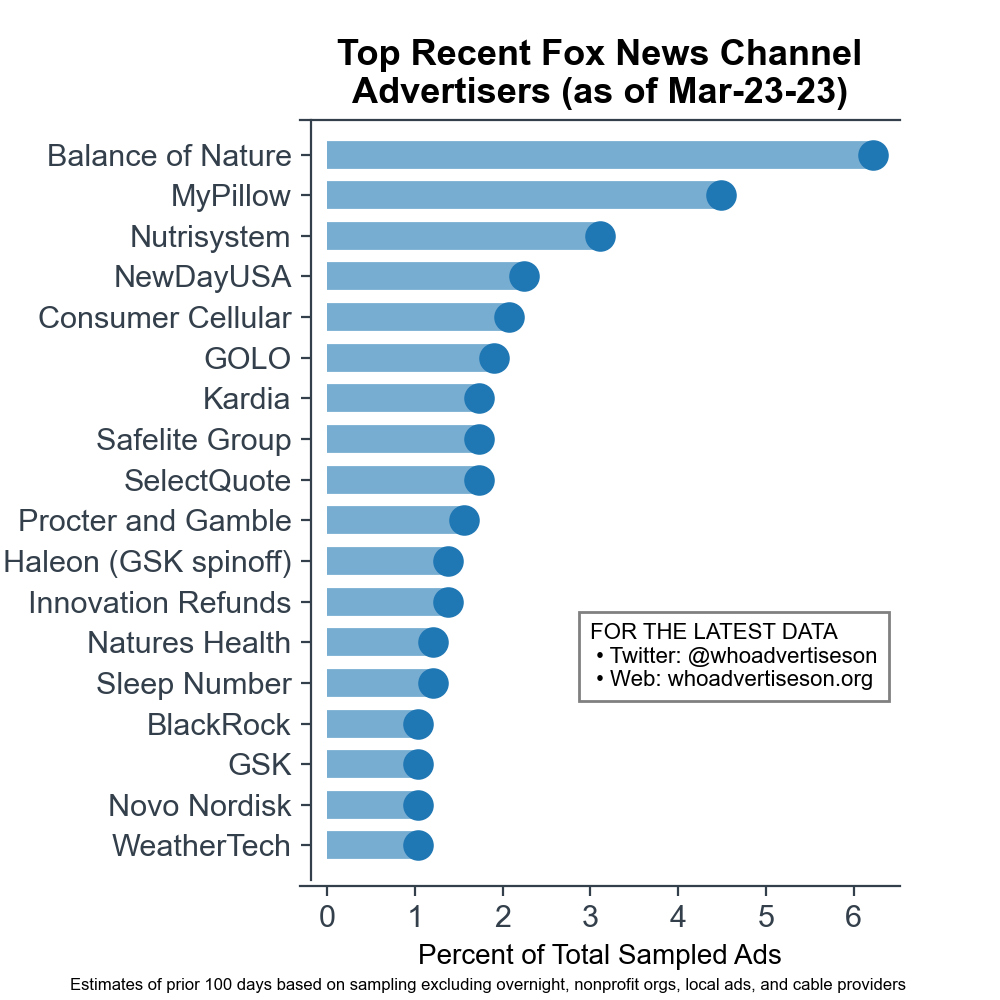 Top Recent Fox News Channel
Advertisers (as of Mar-23-23)
Balance of Nature
MyPillow
Nutrisystem
NewDayUSA
Consumer Cellular
GOLO
Kardia
Safelite Group
SelectQuote
Procter and Gamble
Haleon (GSK spinoff)
Innovation Refunds
Natures Health
Sleep Number
BlackRock
GSK
Novo Nordisk
WeatherTech
FOR THE LATEST DATA
• Twitter: @whoadvertiseson
• Web: whoadvertiseson.org
0 1 2 3 4 5 6
Percent of Total Sampled Ads
Estimates of prior 100 days based on sampling excluding overnight, nonprofit orgs, local ads, and cable providers